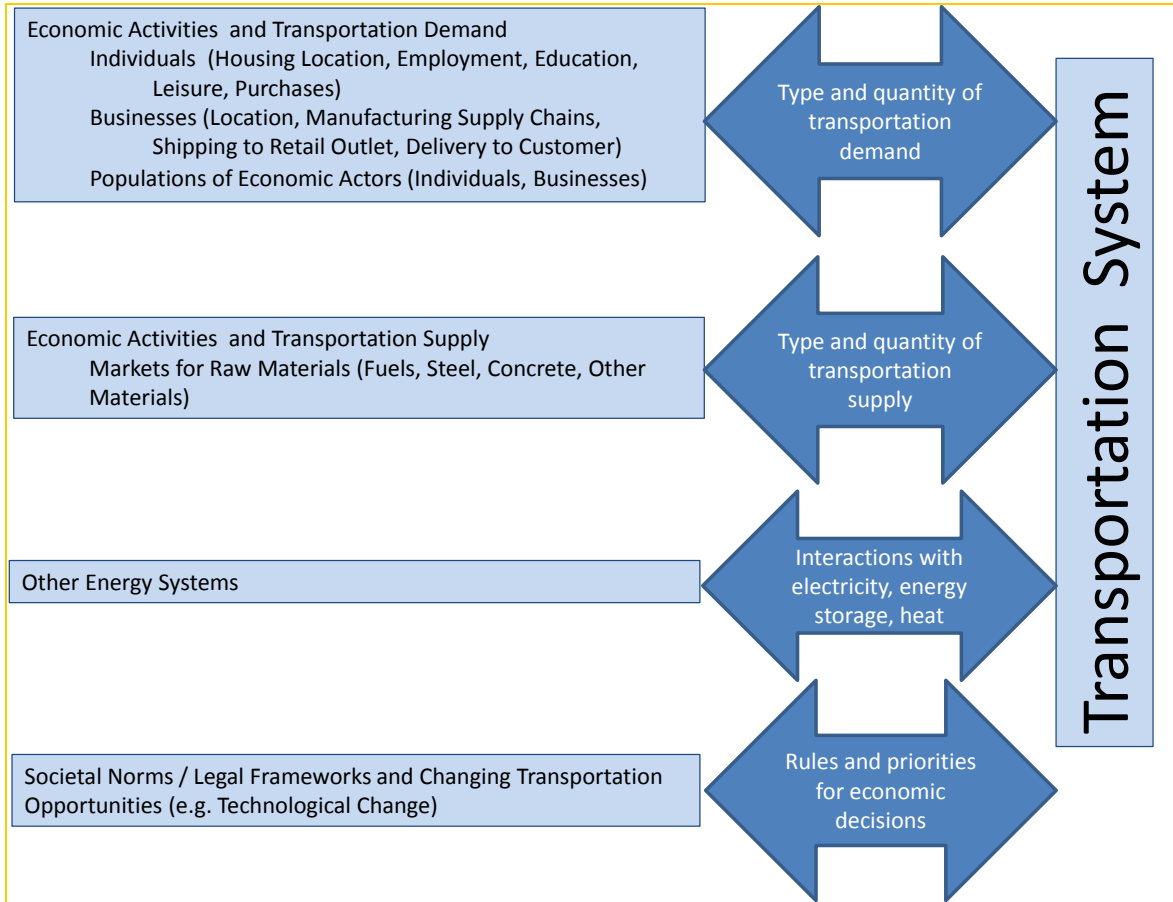 Economic Activities and Transportation Demand
Individuals (Housing Location, Employment, Education,
Leisure, Purchases)
Businesses (Location, Manufacturing Supply Chains,
Shipping to Retail Outlet, Delivery to Customer)
Populations of Economic Actors (Individuals, Businesses)
Type and quantity of
transportation
demand
Economic Activities and Transportation Supply
Markets for Raw Materials (Fuels, Steel, Concrete, Other
Materials)
Type and quantity of
transportation
supply
Other Energy Systems
Interactions with
electricity, energy
storage, heat
Societal Norms / Legal Frameworks and Changing Transportation
Opportunities (e.g. Technological Change)
Rules and priorities
for economic
decisions
Transportation System